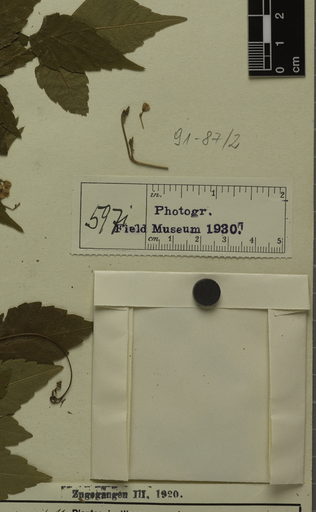 0 1 2
cm
91-87/2
in. 1 2
Photogr.
Field Museum 1930.
cm. 1 2 3 4 5
Zugegangen III. 1920.